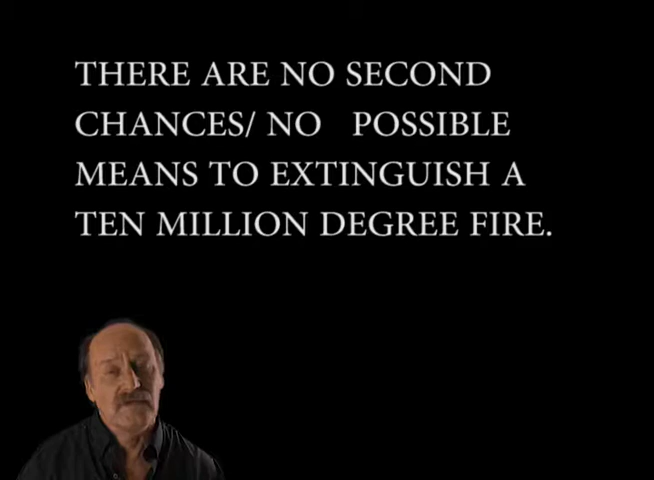 THERE ARE NO SECOND
CHANCES/ NO POSSIBLE
MEANS TO EXTINGUISH A
TEN MILLION DEGREE FIRE.